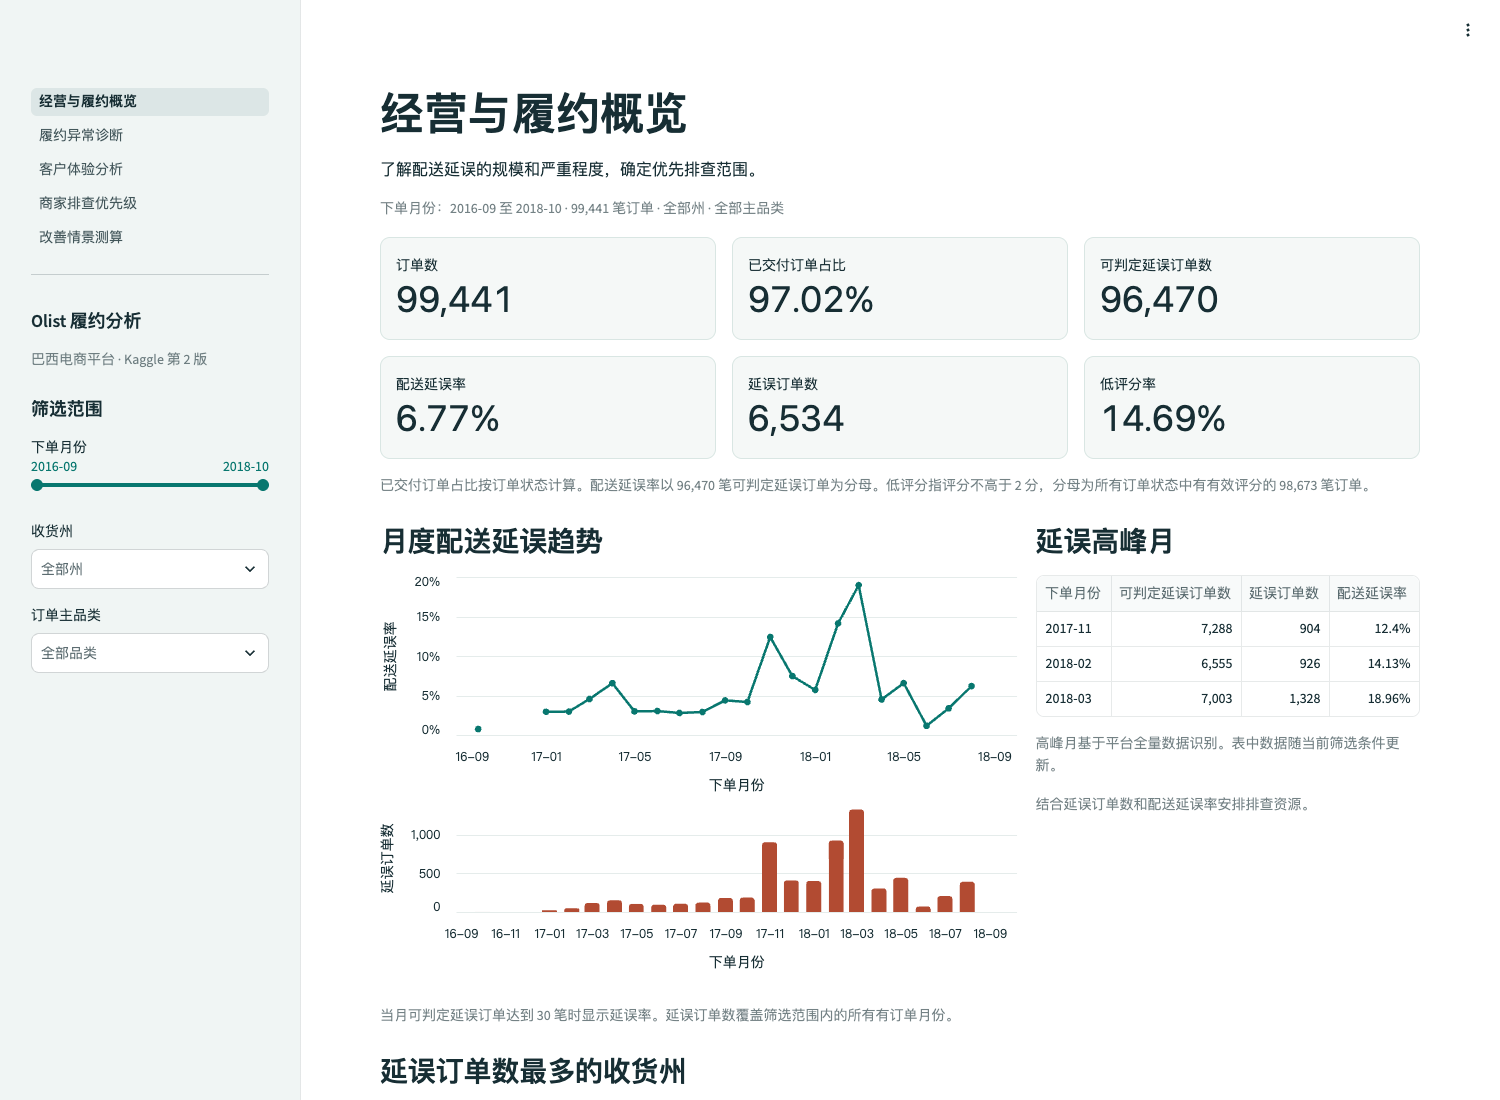 经营与履约概览
履约异常诊断
客户体验分析
商家排查优先级
改善情景测算
Olist 履约分析
巴西电商平台 · Kaggle 第 2 版
筛选范围
下单月份
2016-09 2018-10
收货州
全部州
订单主品类
全部品类
经营与履约概览
了解配送延误的规模和严重程度，确定优先排查范围。
下单月份：2016-09 至 2018-10 · 99,441 笔订单 · 全部州 · 全部主品类
订单数
99,441
已交付订单占比
97.02%
可判定延误订单数
96,470
配送延误率
6.77%
延误订单数
6,534
低评分率
14.69%
已交付订单占比按订单状态计算。配送延误率以 96,470 笔可判定延误订单为分母。低评分指评分不高于 2 分，分母为所有订单状态中有有效评分的 98,673 笔订单。
月度配送延误趋势
配送延误率
20%
15%
10%
5%
0%
16–09 17–01 17–05 17–09 18–01 18–05 18–09
下单月份
延误订单数
1,000
500
0
16–09 16–11 17–01 17–03 17–05 17–07 17–09 17–11 18–01 18–03 18–05 18–07 18–09
下单月份
当月可判定延误订单达到 30 笔时显示延误率。延误订单数覆盖筛选范围内的所有有订单月份。
延误高峰月
下单月份 可判定延误订单数 延误订单数 配送延误率
2017-11 7,288 904 12.4%
2018-02 6,555 926 14.13%
2018-03 7,003 1,328 18.96%
高峰月基于平台全量数据识别。表中数据随当前筛选条件更
新。
结合延误订单数和配送延误率安排排查资源。
延误订单数最多的收货州